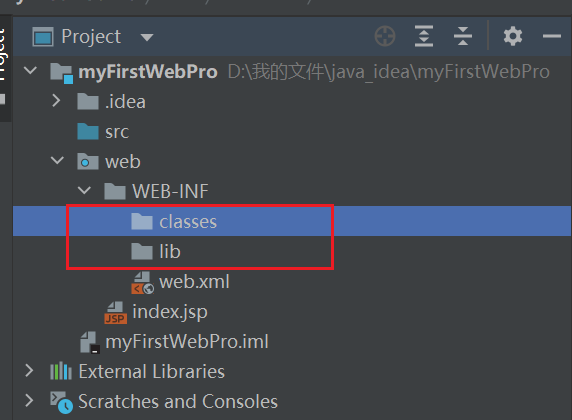 Project
myFirstWebPro D:\我的文件\java_idea\myFirstWebPro
.idea
src
web
WEB-INF
classes
lib
web.xml
JSP index.jsp
myFirstWebPro.iml
External Libraries
Scratches and Consoles